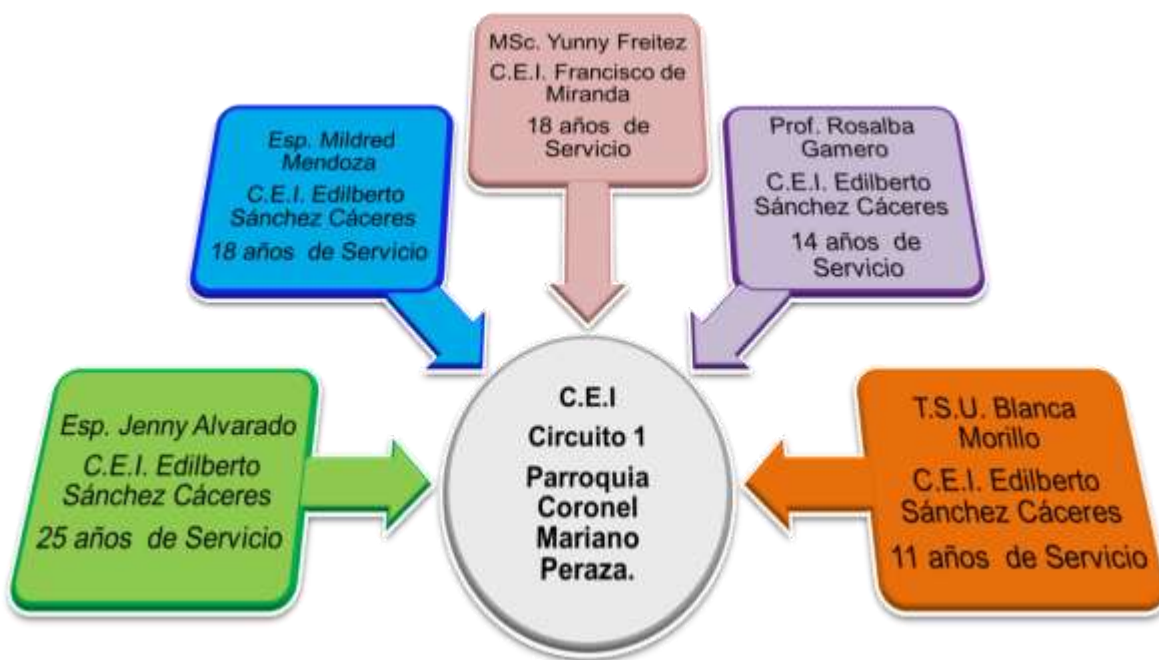 MSc. Yunny Freitez
C.E.I. Francisco de
Miranda
18 años de
Servicio
Esp. Mildred
Mendoza
C.E.I. Edilberto
Sánchez Cáceres
18 años de Servicio
Prof. Rosalba
Gamero
C.E.I. Edilberto
Sánchez Cáceres
14 años de
Servicio
Esp. Jenny Alvarado
C.E.I. Edilberto
Sánchez Cáceres
25 años de Servicio
C.E.I
Circuito 1
Parroquia
Coronel
Mariano
Peraza.
T.S.U. Blanca
Morillo
C.E.I. Edilberto
Sánchez Cáceres
11 años de Servicio